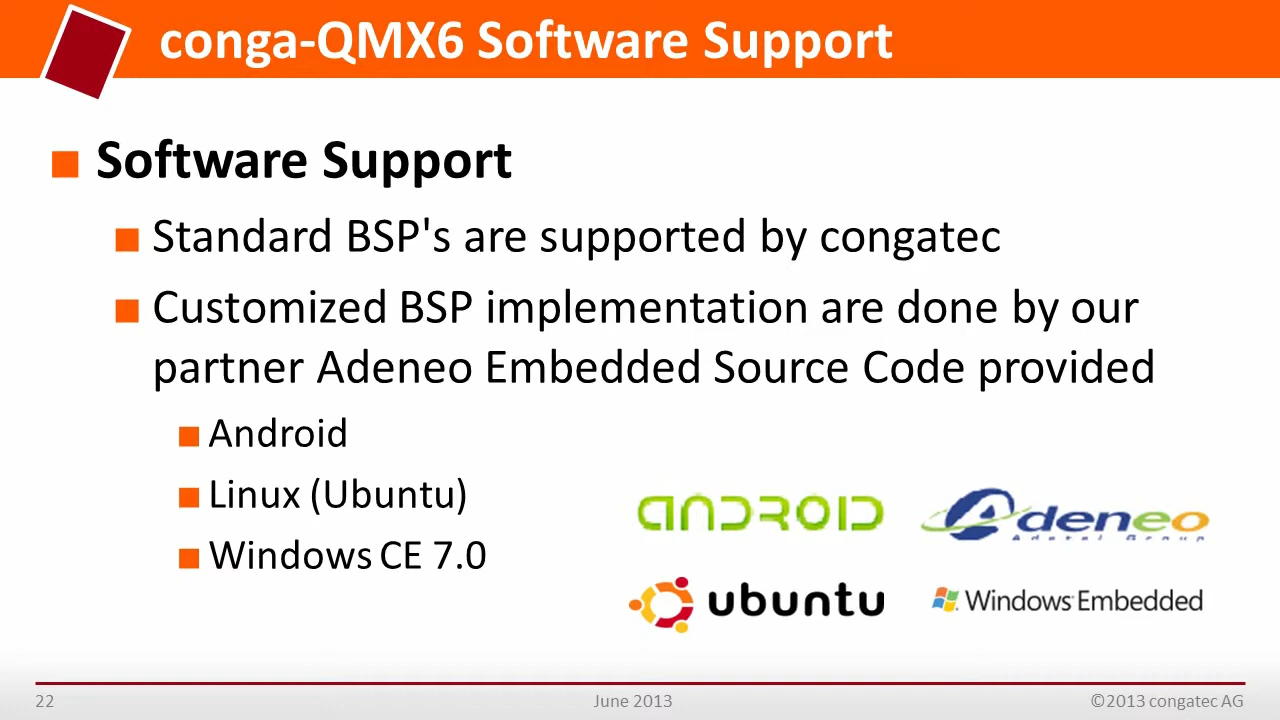 conga-QMX6 Software Support
Software Support
Standard BSP's are supported by congatec
Customized BSP implementation are done by our
partner Adeneo Embedded Source Code provided
Android
Linux (Ubuntu)
Windows CE 7.0
ANDROID
Adeneo
Adetel Group
ubuntu
Windows Embedded
22
June 2013
©2013 congatec AG